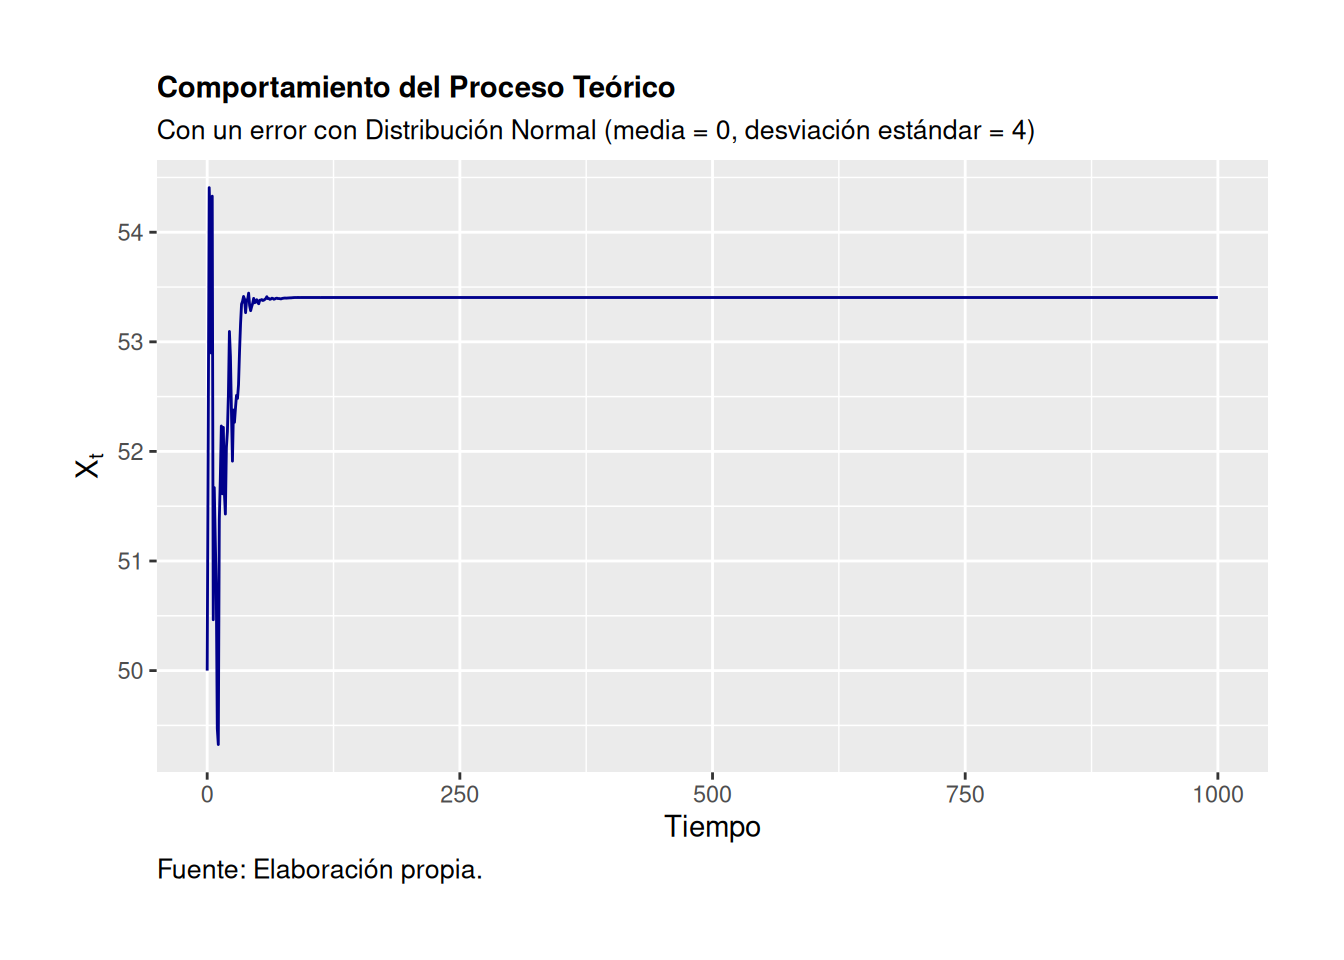 Comportamiento del Proceso Teórico
Con un error con Distribución Normal (media = 0, desviación estándar = 4)
54
53
52
51
50
Xt
0 250 500 750 1000
Tiempo
Fuente: Elaboración propia.